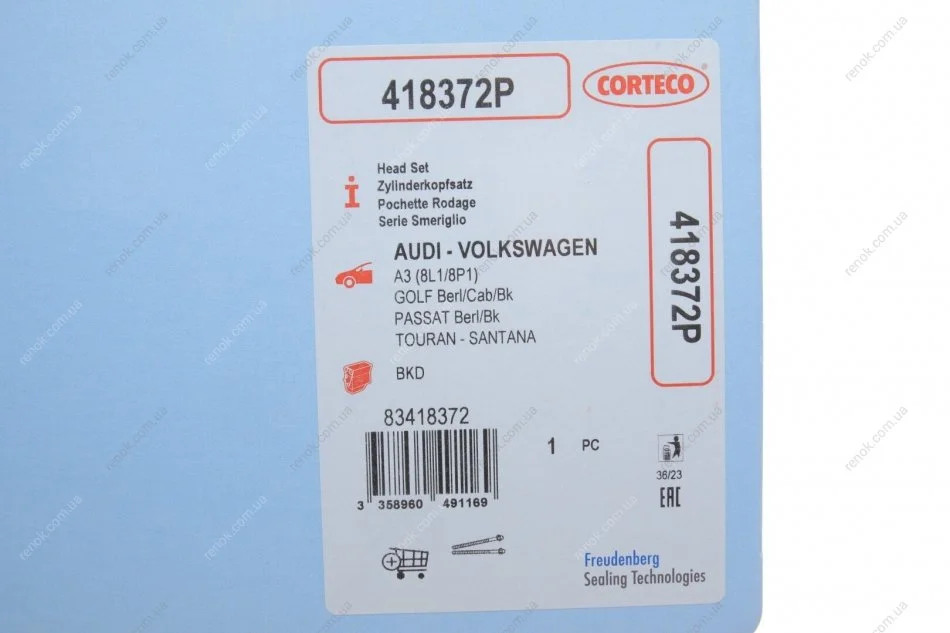 418372P
CORTECO
Head Set
Zylinderkopfsatz
Pochette Rodage
Serie Smeriglio
AUDI - VOLKSWAGEN
A3 (8L1/8P1)
GOLF Berl/Cab/Bk
PASSAT Berl/Bk
TOURAN - SANTANA
BKD
418372P
83418372
3 358960 491169
1 PC
36/23
EAC
Freudenberg
Sealing Technologies
renok.com.ua